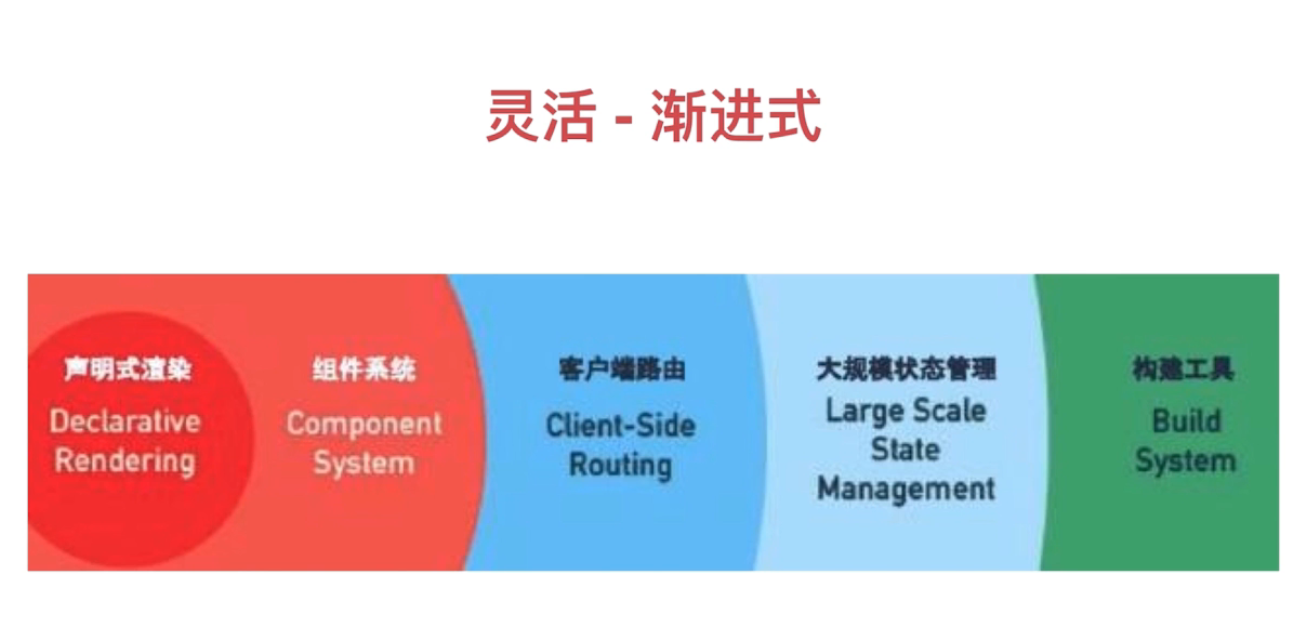 灵活 - 渐进式
声明式渲染
Declarative
Rendering
组件系统
Component
System
客户端路由
Client-Side
Routing
大规模状态管理
Large Scale
State
Management
构建工具
Build
System